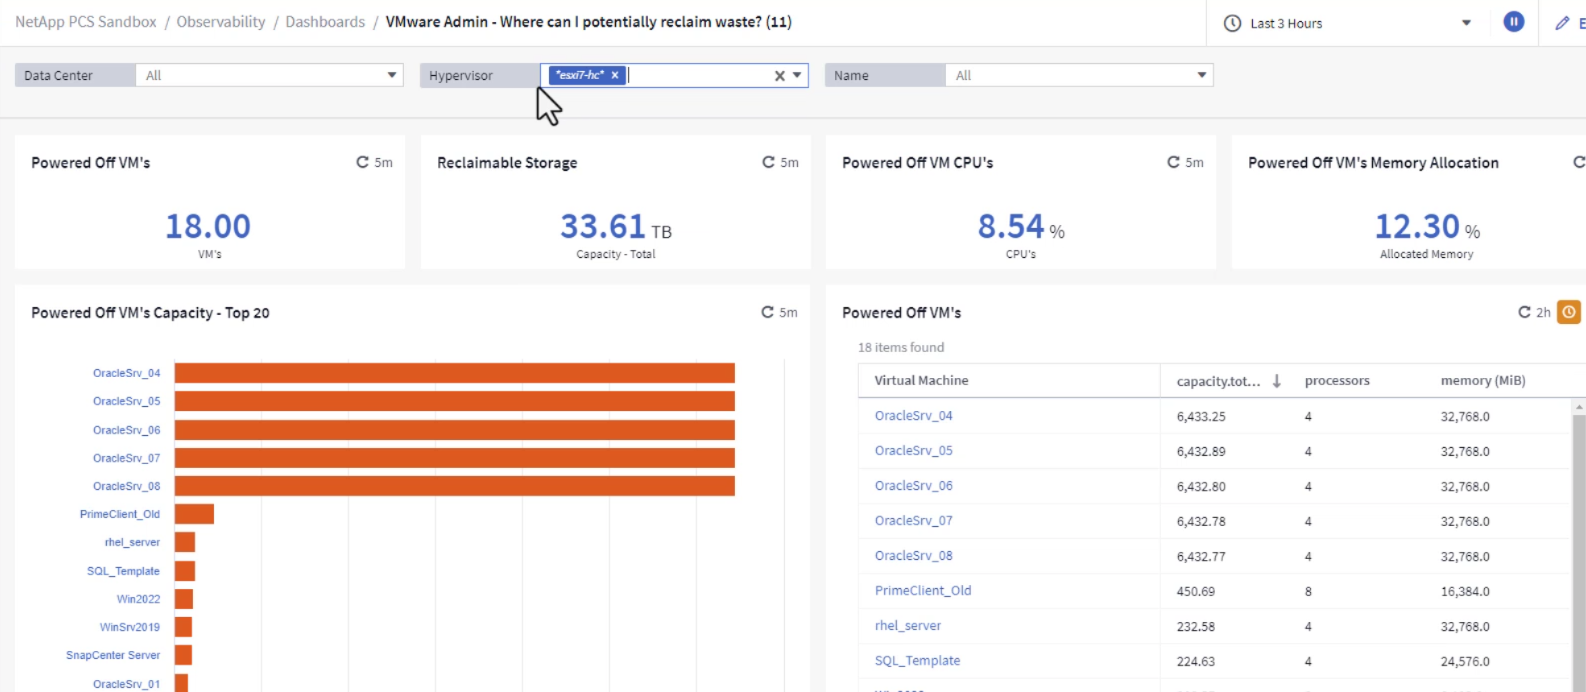 NetApp PCS Sandbox / Observability / Dashboards / VMware Admin - Where can I potentially reclaim waste? (11)
Last 3 Hours
Data Center All
Hypervisor *esxi7-hc* x
Name All
Powered Off VM's 5m
18.00
VM's
Reclaimable Storage 5m
33.61 TB
Capacity - Total
Powered Off VM CPU's 5m
8.54 %
CPU's
Powered Off VM's Memory Allocation
12.30 %
Allocated Memory
Powered Off VM's Capacity - Top 20 5m
OracleSrv_04
OracleSrv_05
OracleSrv_06
OracleSrv_07
OracleSrv_08
PrimeClient_Old
rhel_server
SQL_Template
Win2022
WinSrv2019
SnapCenter Server
OracleSrv_01
Powered Off VM's 2h
18 items found
Virtual Machine capacity.tot... ↓ processors memory (MiB)
OracleSrv_04 6,433.25 4 32,768.0
OracleSrv_05 6,432.89 4 32,768.0
OracleSrv_06 6,432.80 4 32,768.0
OracleSrv_07 6,432.78 4 32,768.0
OracleSrv_08 6,432.77 4 32,768.0
PrimeClient_Old 450.69 8 16,384.0
rhel_server 232.58 4 32,768.0
SQL_Template 224.63 4 24,576.0